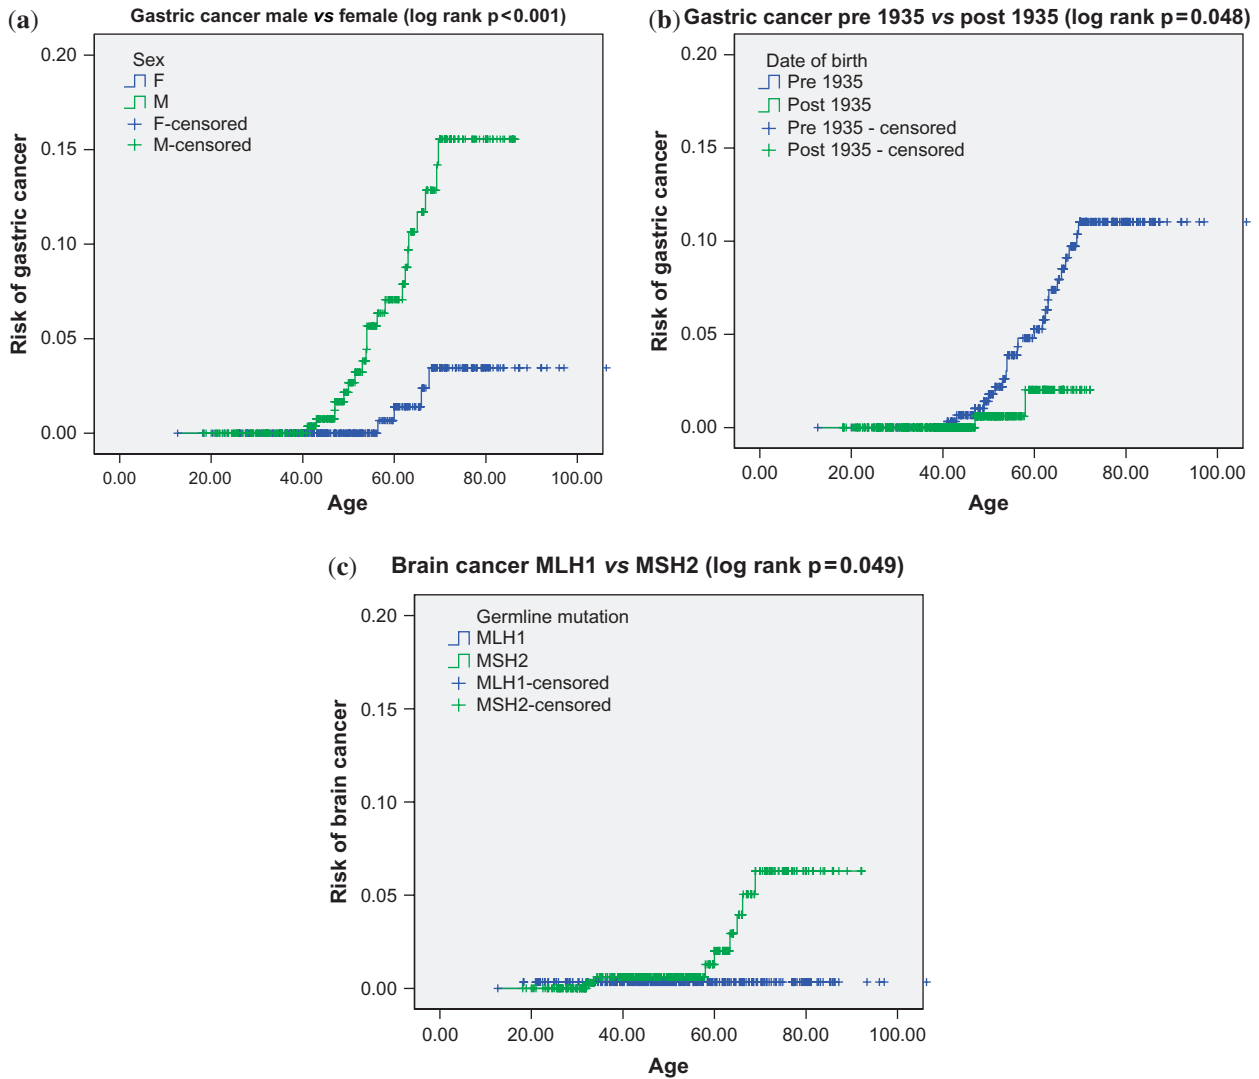 (a)
Gastric cancer male vs female (log rank p<0.001)
Sex
F
M
F-censored
M-censored
0.20
0.15
0.10
0.05
0.00
Risk of gastric cancer
0.00 20.00 40.00 60.00 80.00 100.00
Age
(b)
Gastric cancer pre 1935 vs post 1935 (log rank p=0.048)
Date of birth
Pre 1935
Post 1935
Pre 1935 - censored
Post 1935 - censored
0.20
0.15
0.10
0.05
0.00
Risk of gastric cancer
0.00 20.00 40.00 60.00 80.00 100.00
Age
(c)
Brain cancer MLH1 vs MSH2 (log rank p=0.049)
Germline mutation
MLH1
MSH2
MLH1-censored
MSH2-censored
0.20
0.15
0.10
0.05
0.00
Risk of brain cancer
0.00 20.00 40.00 60.00 80.00 100.00
Age